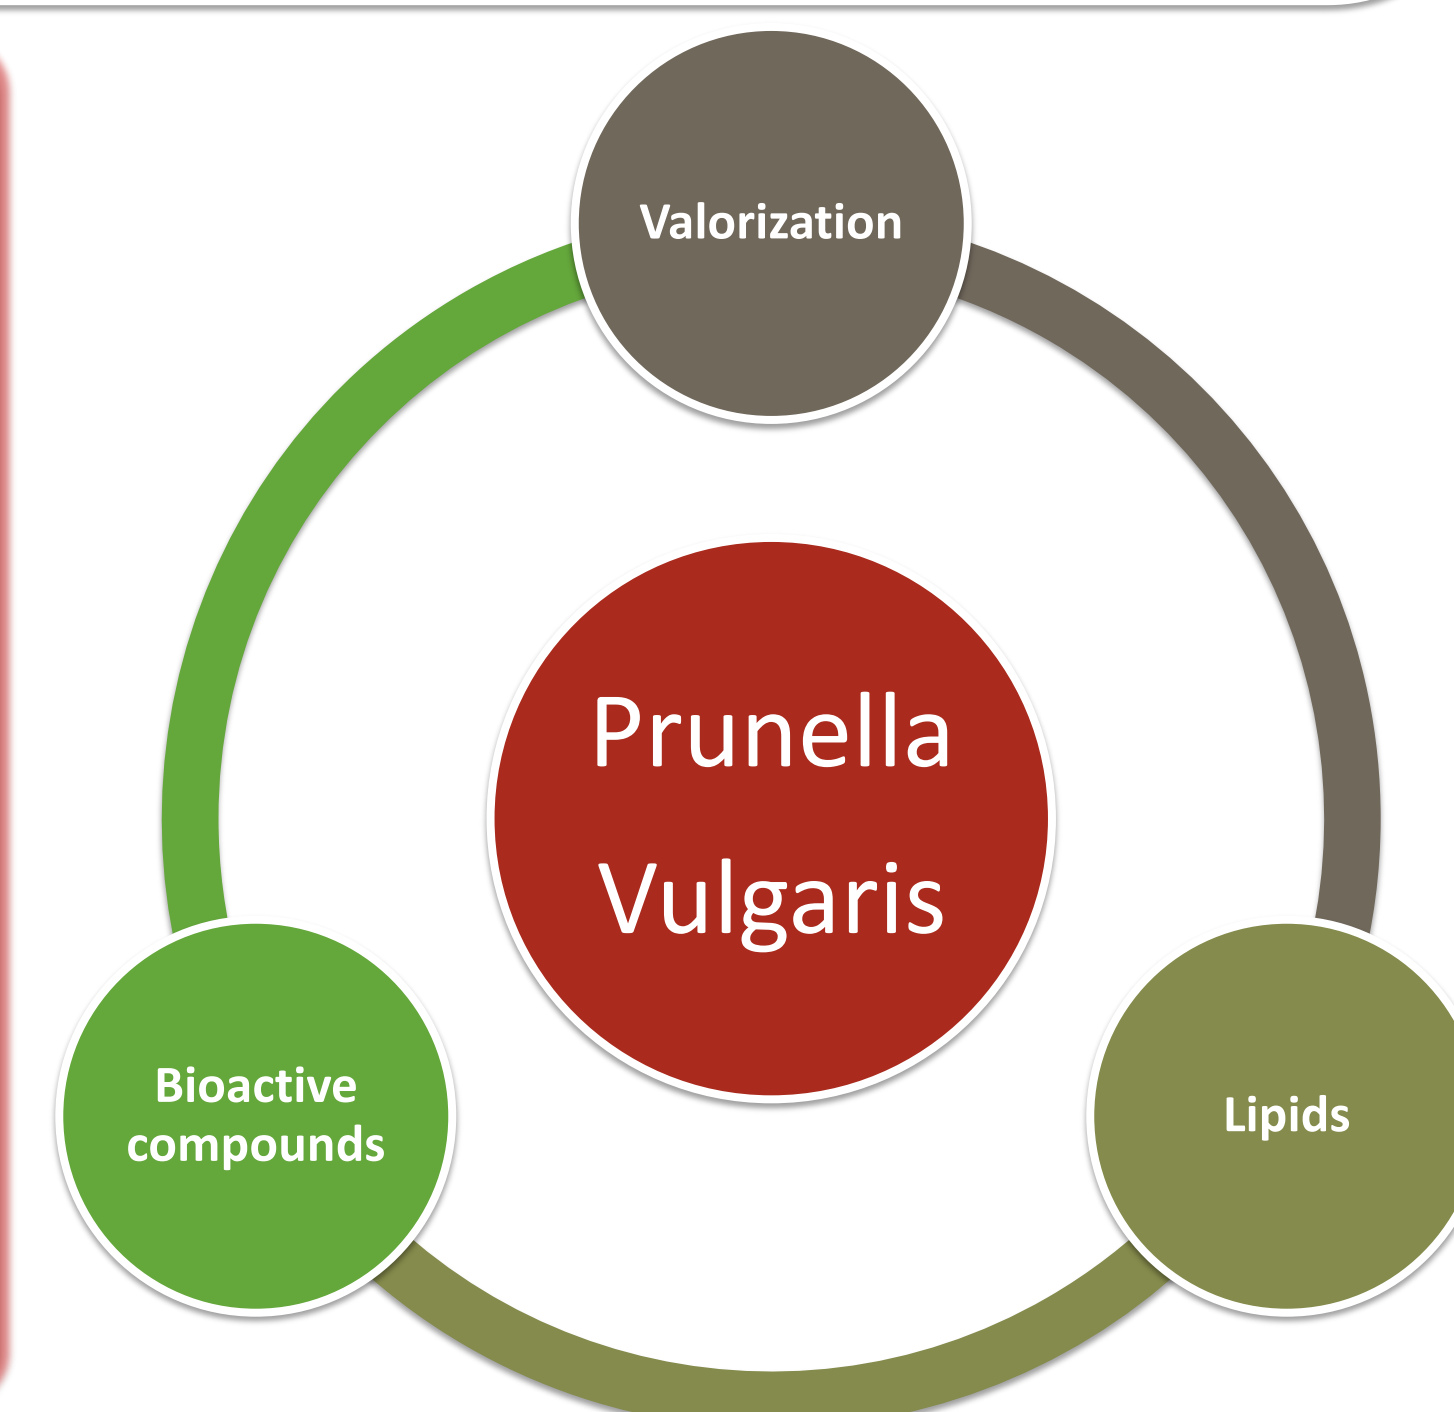 Valorization
Prunella
Vulgaris
Bioactive
compounds
Lipids